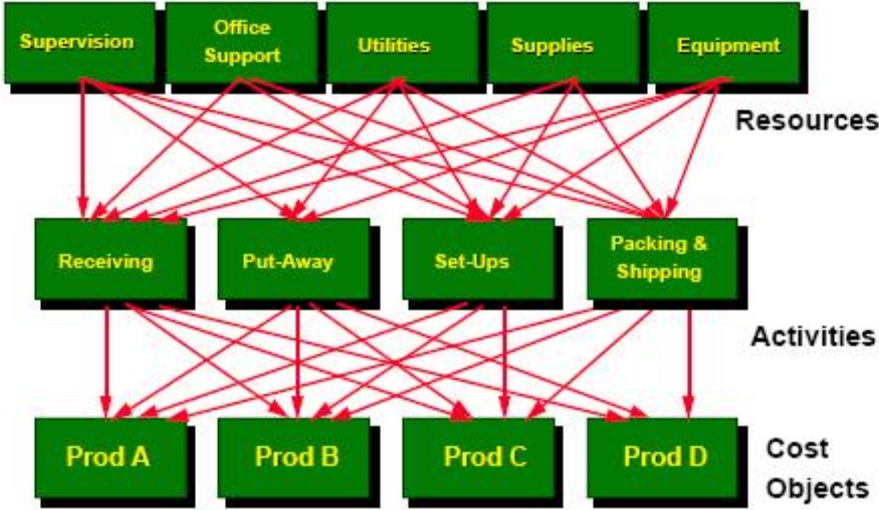 Supervision
Office
Support
Utilities
Supplies
Equipment
Resources
Receiving
Put-Away
Set-Ups
Packing &
Shipping
Activities
Prod A
Prod B
Prod C
Prod D
Cost
Objects